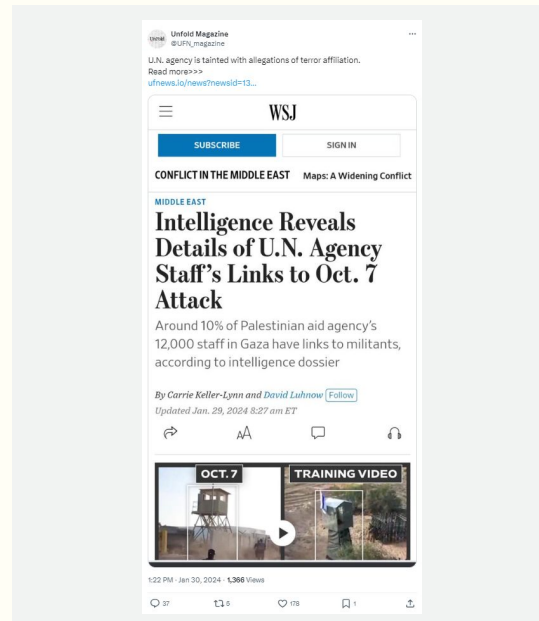 Unfold Magazine
@UFN_magazine
U.N. agency is tainted with allegations of terror affiliation.
Read more>>>
ufnews.io/news?newsid=13...
WSJ
SUBSCRIBE
SIGN IN
CONFLICT IN THE MIDDLE EAST Maps: A Widening Conflict
MIDDLE EAST
Intelligence Reveals
Details of U.N. Agency
Staff's Links to Oct. 7
Attack
Around 10% of Palestinian aid agency's
12,000 staff in Gaza have links to militants,
according to intelligence dossier
By Carrie Keller-Lynn and David Luhnow Follow
Updated Jan. 29, 2024 8:27 am ET
AA
OCT. 7
TRAINING VIDEO
1:22 PM · Jan 30, 2024 · 1,366 Views
37 178 1